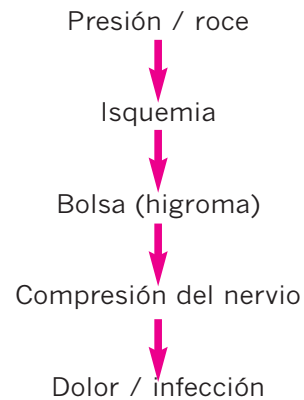 Presión / roce
Isquemia
Bolsa (higroma)
Compresión del nervio
Dolor / infección